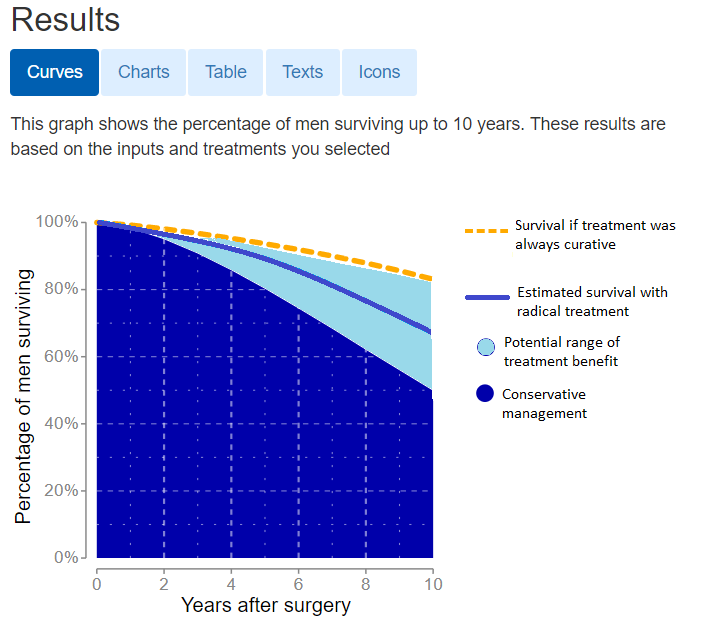 Results
Curves
Charts
Table
Texts
Icons
This graph shows the percentage of men surviving up to 10 years. These results are
based on the inputs and treatments you selected
100%
80%
60%
40%
20%
0%
Percentage of men surviving
0
2
4
6
8
10
Years after surgery
Survival if treatment was
always curative
Estimated survival with
radical treatment
Potential range of
treatment benefit
Conservative
management